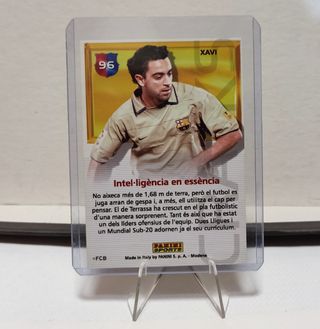 96
XAVI
Intel·ligència en essència
No aixeca més de 1,68 m de terra, però el futbol es
juga arran de gespa i, a més, ell utilitza el cap per
pensar. El de Terrassa ha crescut en el pla futbolístic
d'una manera sorprenent. Tant és així que ha estat un
dels líders ofensius de l'equip. Dues Lligues i
un Mundial Sub-20 adornen ja el seu currículum.
FCB
PANINI
SPORTS
Made in Italy by PANINI S. p. A. - Modena